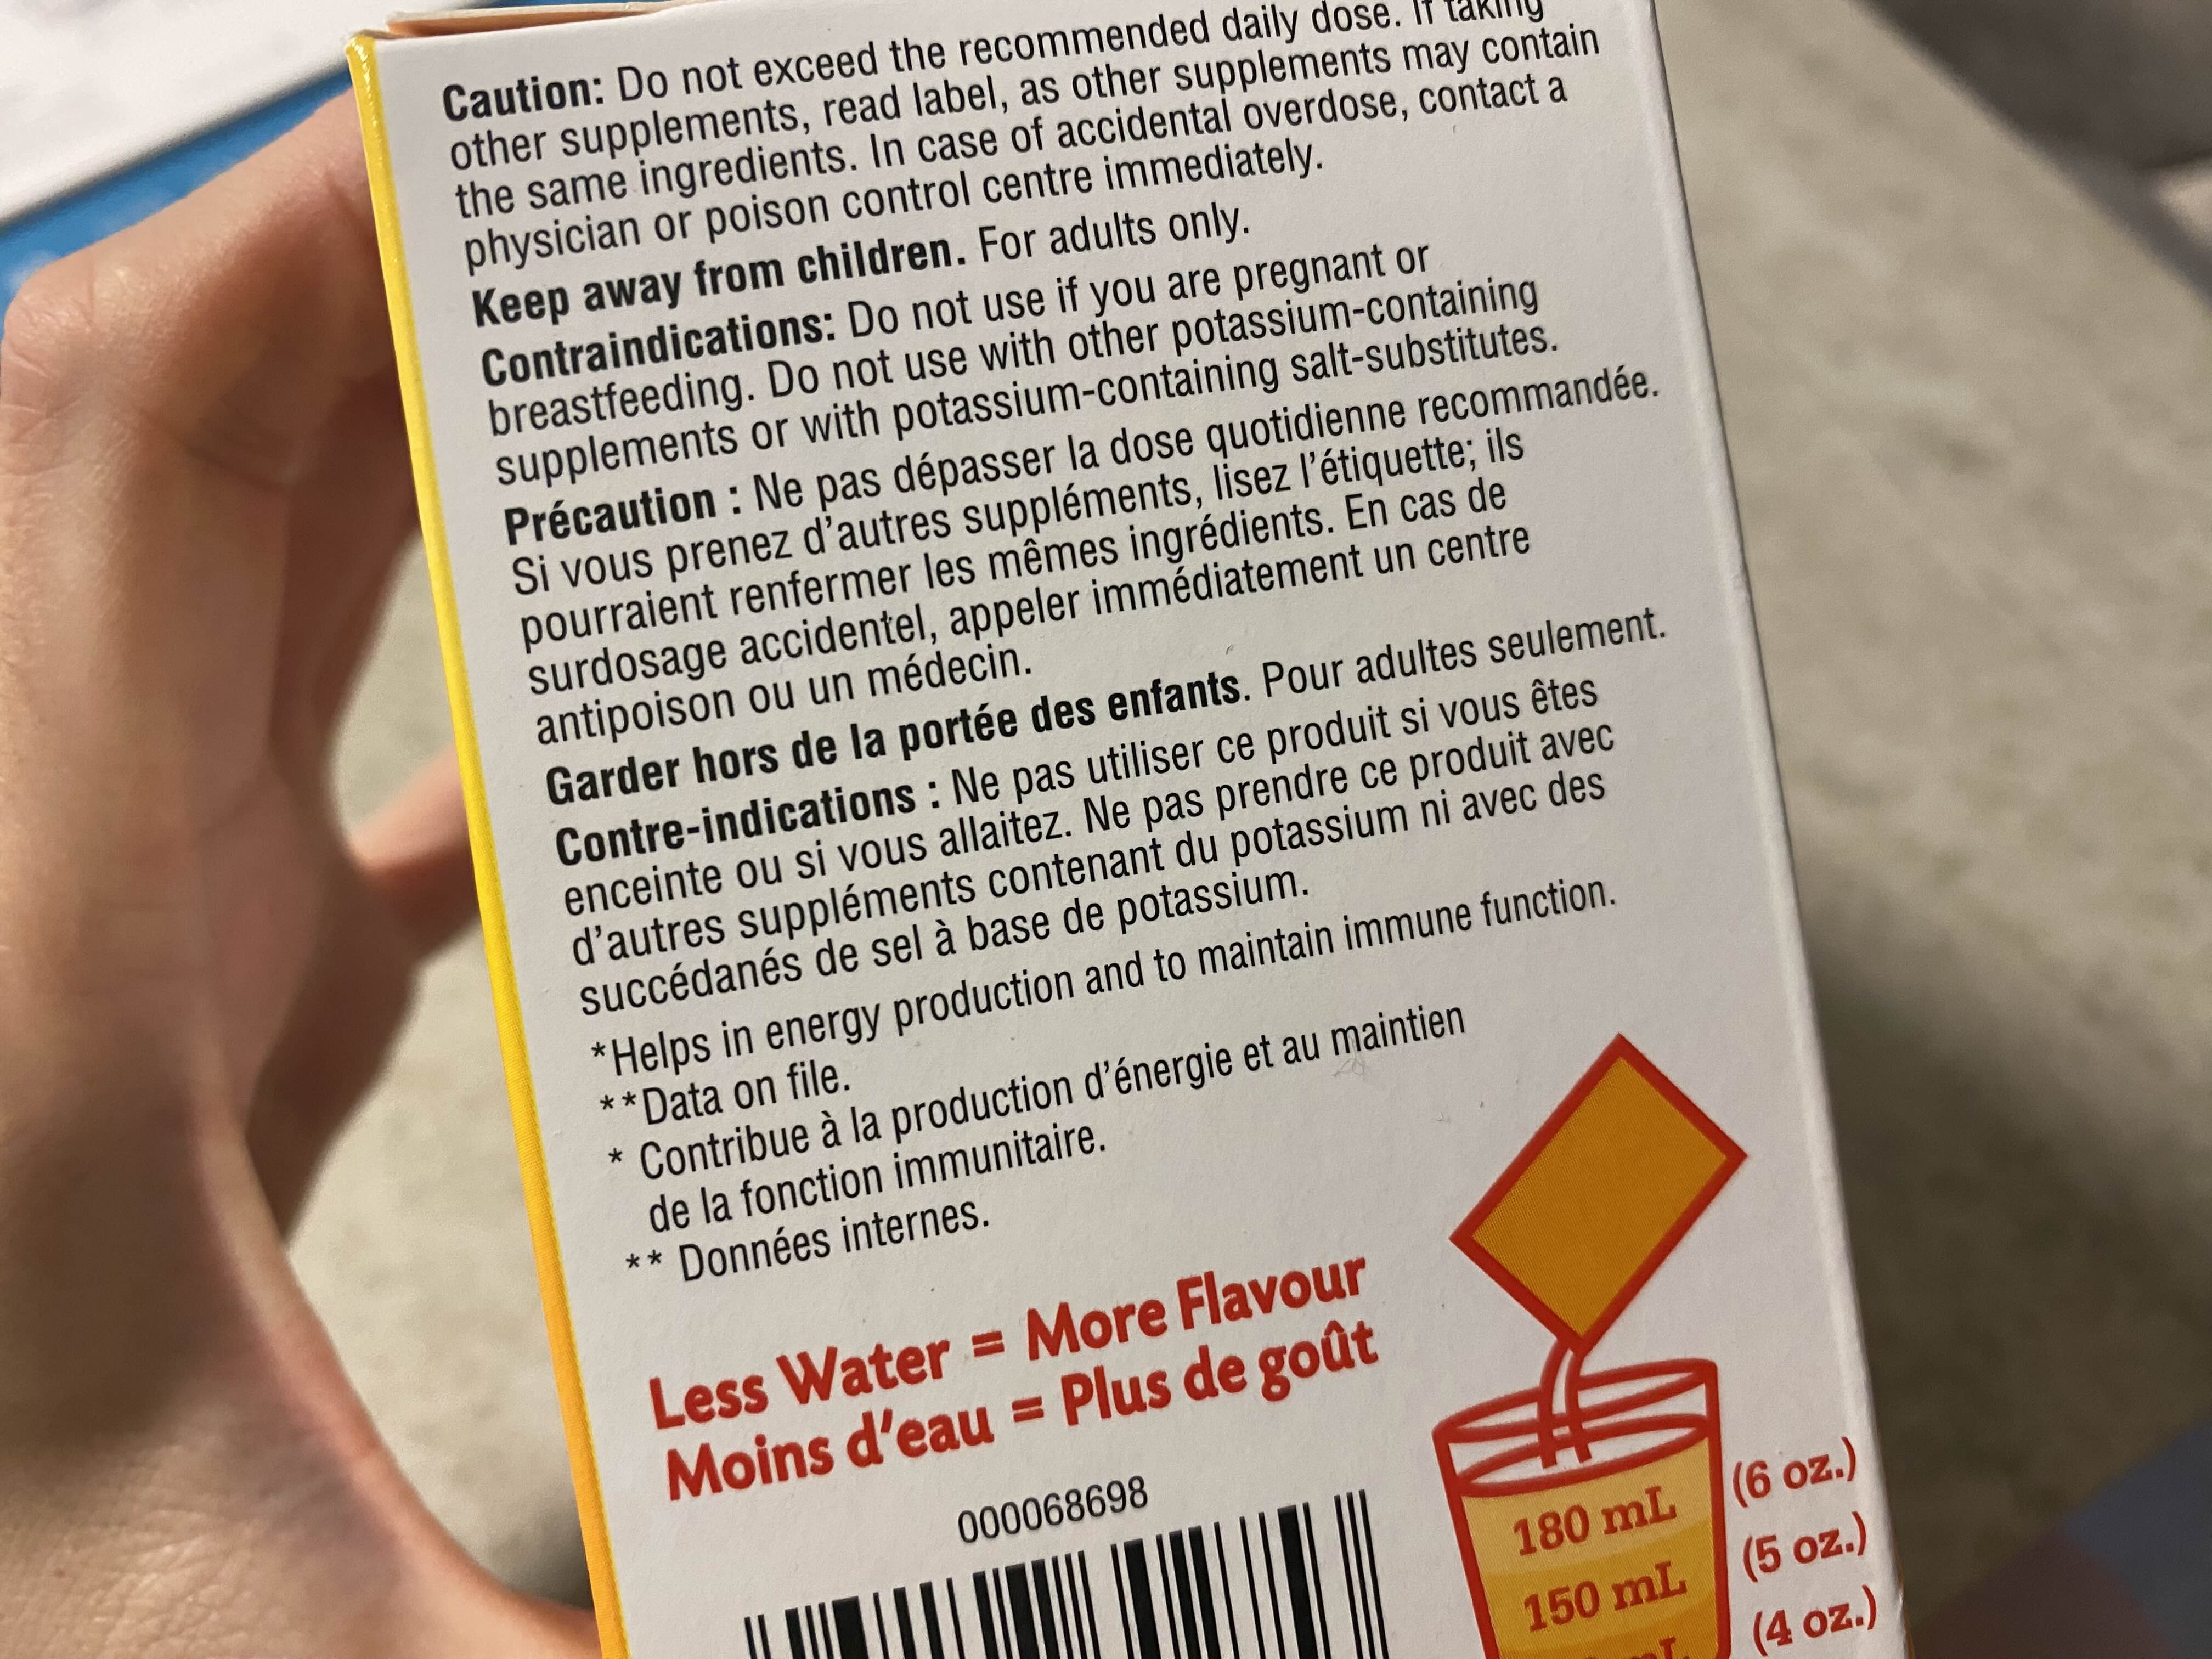 Caution: Do not exceed the recommended daily dose. If taking
other supplements, read label, as other supplements may contain
the same ingredients. In case of accidental overdose, contact a
physician or poison control centre immediately.
Keep away from children. For adults only.
Contraindications: Do not use if you are pregnant or
breastfeeding. Do not use with other potassium-containing
supplements or with potassium-containing salt-substitutes.
Précaution : Ne pas dépasser la dose quotidienne recommandée.
Si vous prenez d'autres suppléments, lisez l'étiquette; ils
pourraient renfermer les mêmes ingrédients. En cas de
surdosage accidentel, appeler immédiatement un centre
antipoison ou un médecin.
Garder hors de la portée des enfants. Pour adultes seulement.
Contre-indications : Ne pas utiliser ce produit si vous êtes
enceinte ou si vous allaitez. Ne pas prendre ce produit avec
d'autres suppléments contenant du potassium ni avec des
succédanés de sel à base de potassium.
*Helps in energy production and to maintain immune function.
**Data on file.
* Contribue à la production d'énergie et au maintien
de la fonction immunitaire.
** Données internes.
Less Water = More Flavour
Moins d'eau = Plus de goût
000068698
180 mL (6 oz.)
150 mL (5 oz.)
mL (4 oz.)